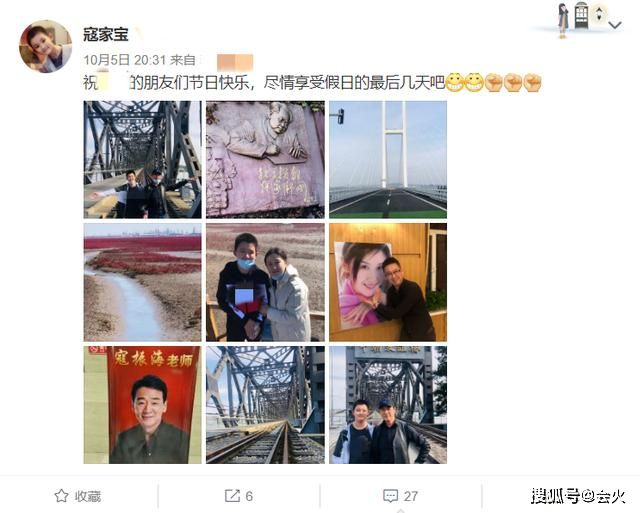 寇家宝
10月5日 20:31 来自
祝 的朋友们节日快乐，尽情享受假日的最后几天吧
寇振海老师
收藏
6
27
搜狐号@会火